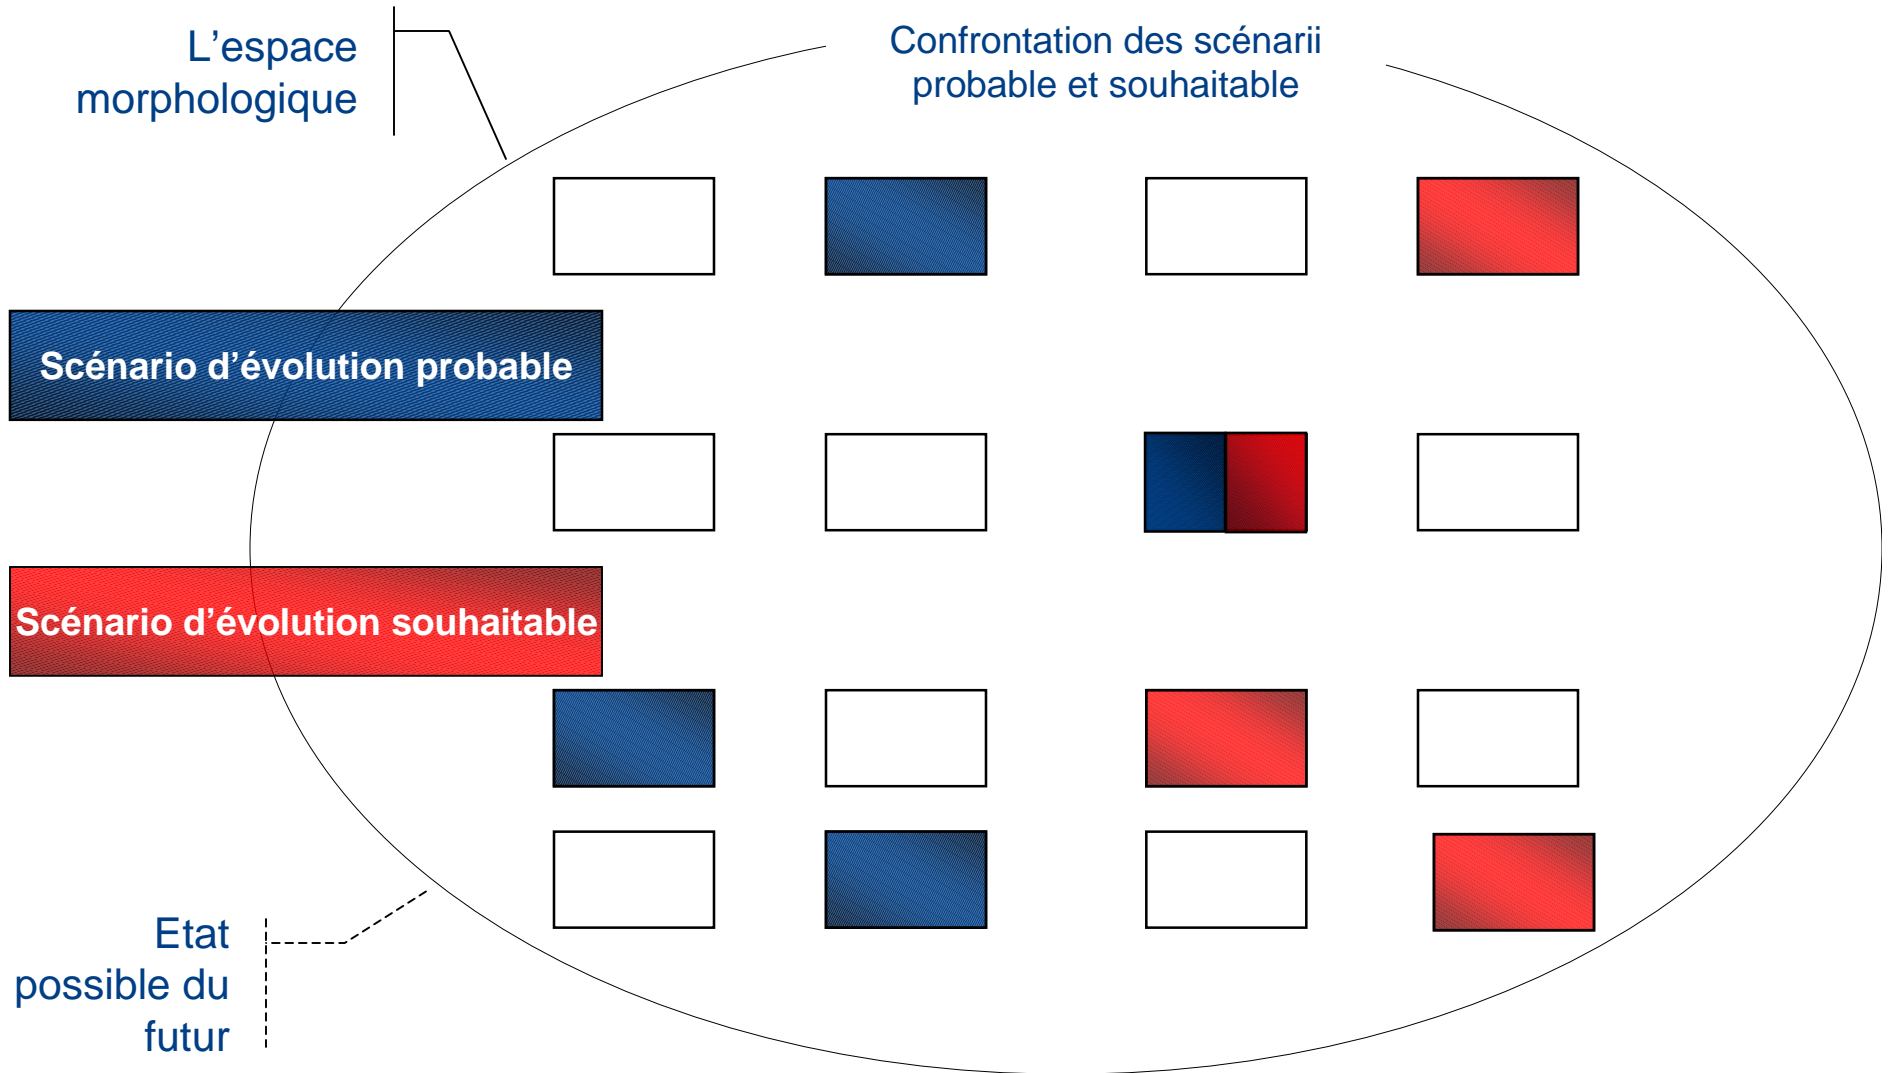 L’espace
morphologique
Confrontation des scénarii
probable et souhaitable
Scénario d’évolution probable
Scénario d’évolution souhaitable
Etat
possible du
futur